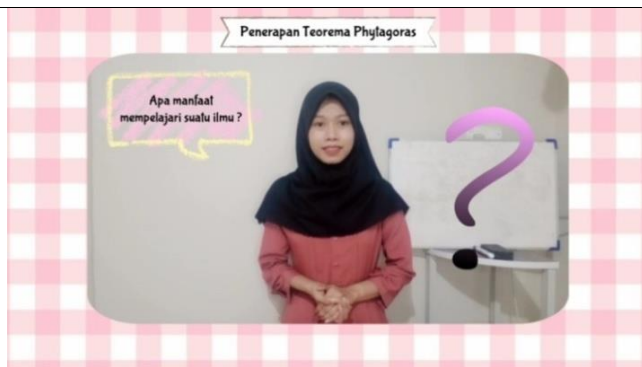 Penerapan Teorema Phytagoras
Apa manfaat
mempelajari suatu ilmu ?
?